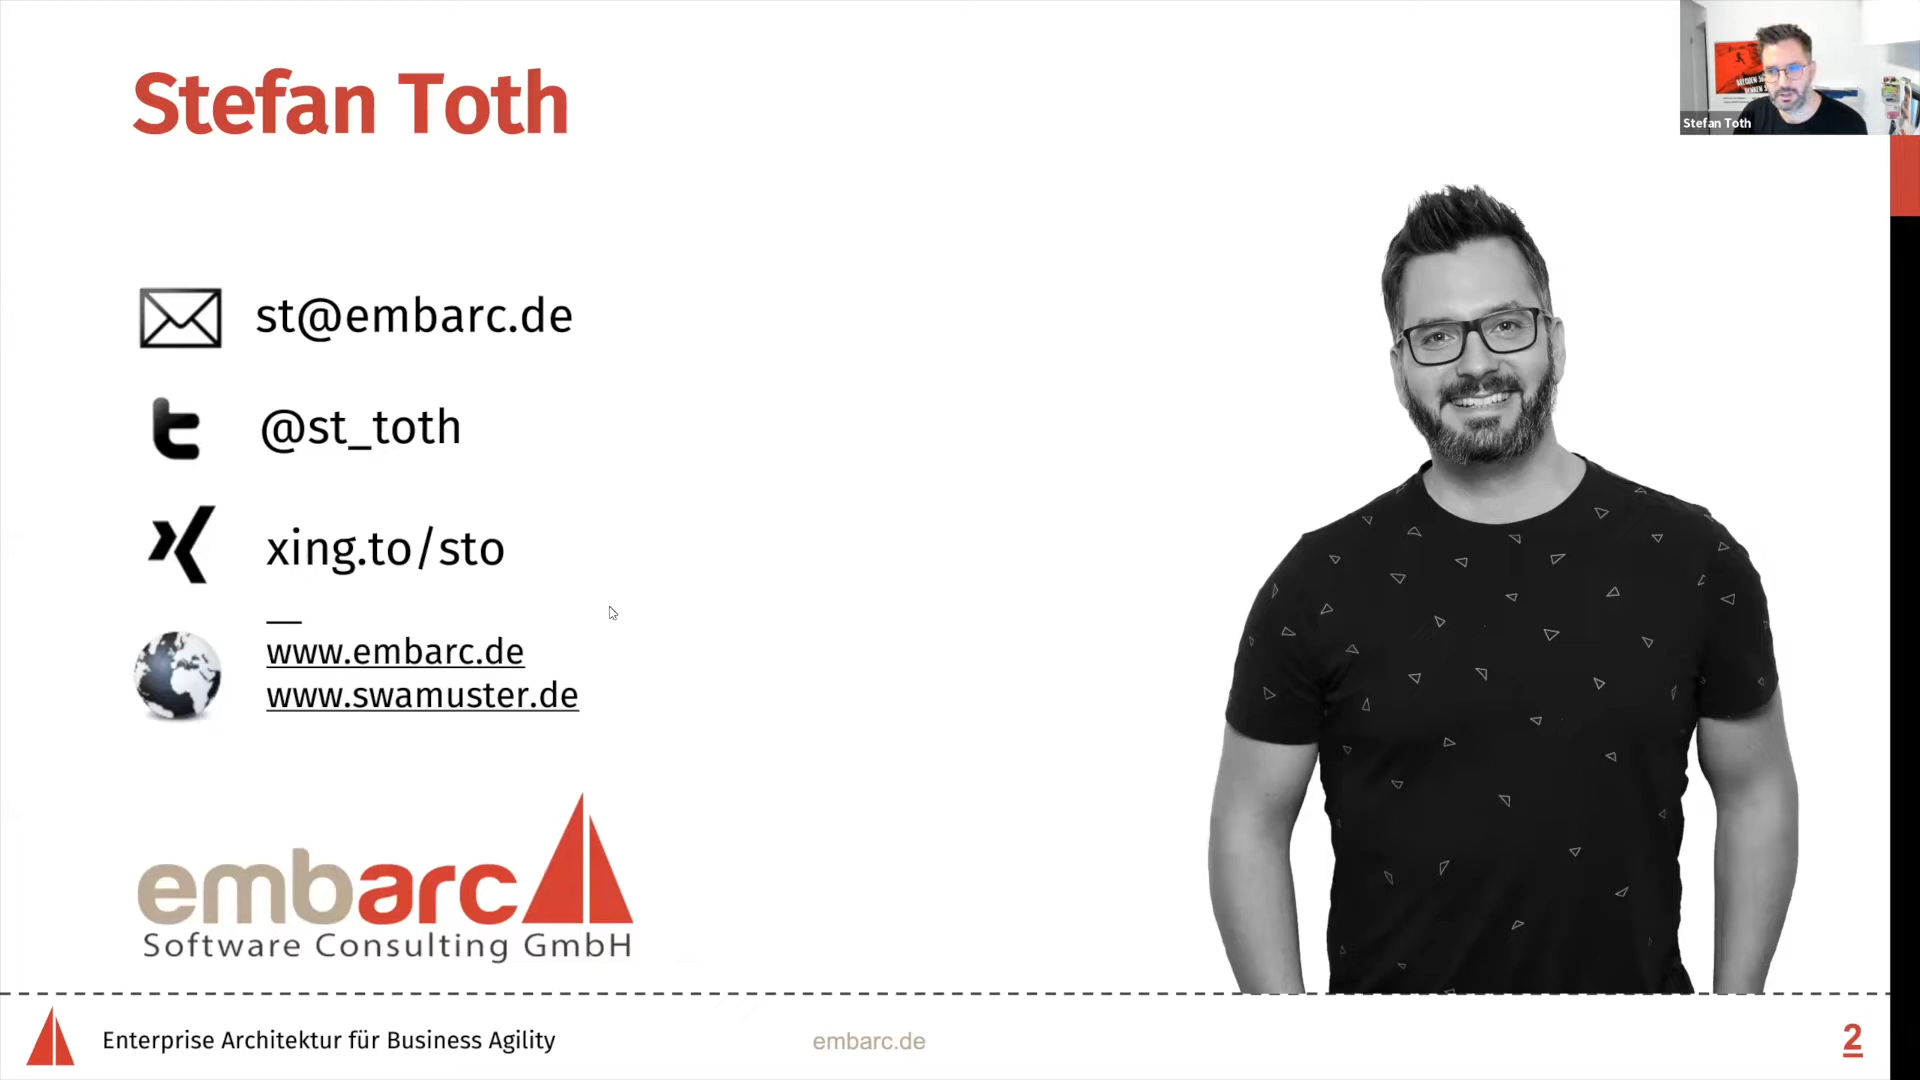 Stefan Toth
Stefan Toth
st@embarc.de
@st_toth
xing.to/sto
www.embarc.de
www.swamuster.de
embarc
Software Consulting GmbH
Enterprise Architektur für Business Agility
embarc.de
2